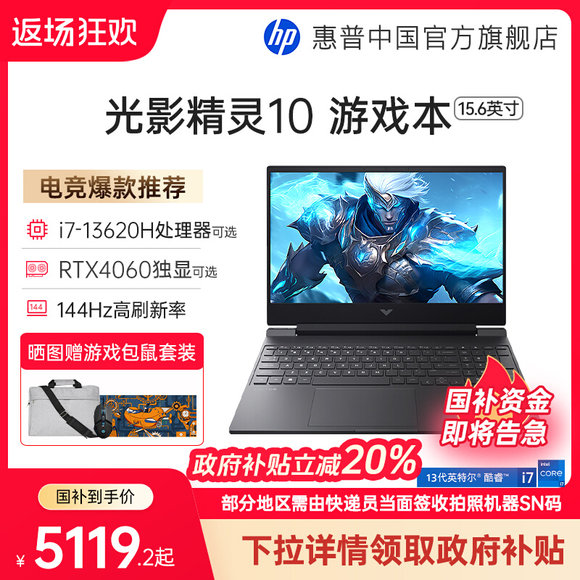 返场狂欢
hp 惠普中国官方旗舰店
光影精灵10 游戏本 15.6英寸
电竞爆款推荐
i7-13620H处理器可选
RTX4060独显可选
144
144Hz高刷新率
晒图赠游戏包鼠套装
国补资金
即将告急
政府补贴立减20%
13代英特尔® 酷睿™ i7
intel
CORE
i7
国补到手价
¥5119.2起
部分地区需由快递员当面签收拍照机器SN码
下拉详情领取政府补贴